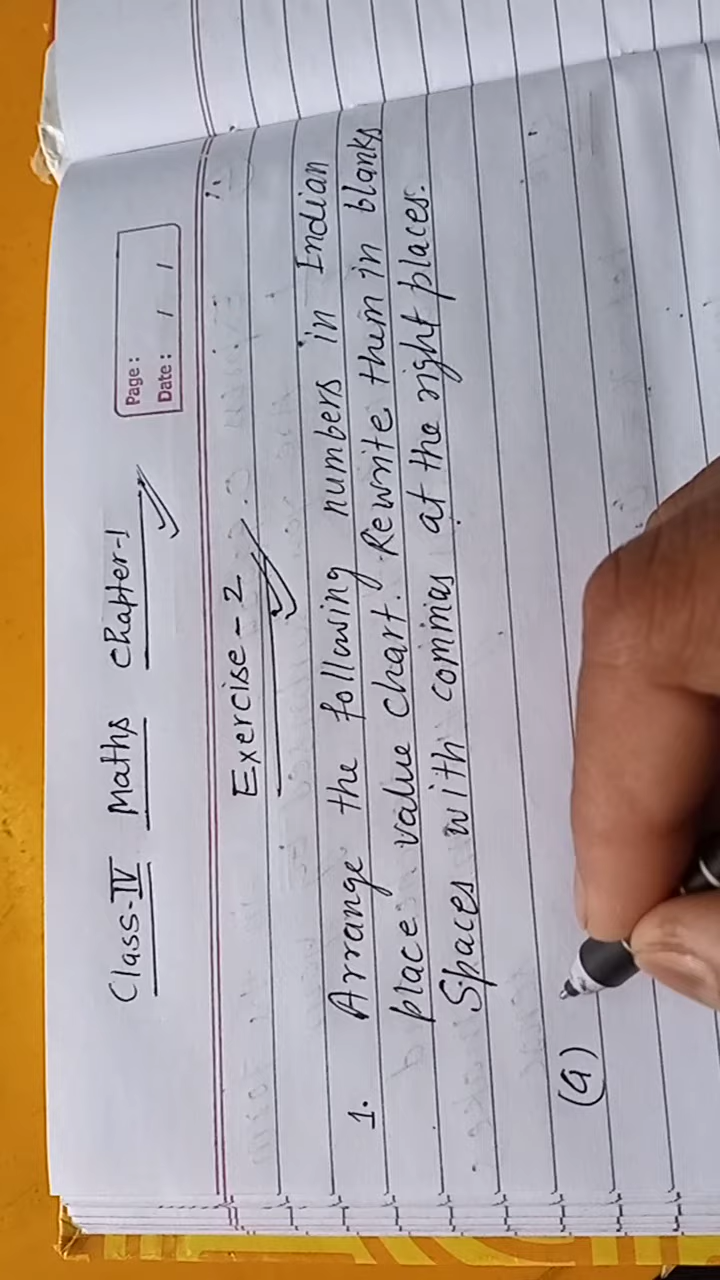 Page :
Date : / /
Class-IV Maths Chapter-1
Exercise - 2
1. Arrange the following numbers in Indian
place value chart. Rewrite them in blanks
Spaces with commas at the right places.
(a)